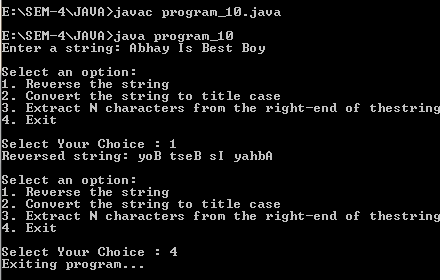 E:\SEM-4\JAVA>javac program_10.java
E:\SEM-4\JAVA>java program_10
Enter a string: Abhay Is Best Boy
Select an option:
1. Reverse the string
2. Convert the string to title case
3. Extract N characters from the right-end of thestring
4. Exit
Select Your Choice : 1
Reversed string: yoB tseB sI yahbA
Select an option:
1. Reverse the string
2. Convert the string to title case
3. Extract N characters from the right-end of thestring
4. Exit
Select Your Choice : 4
Exiting program...